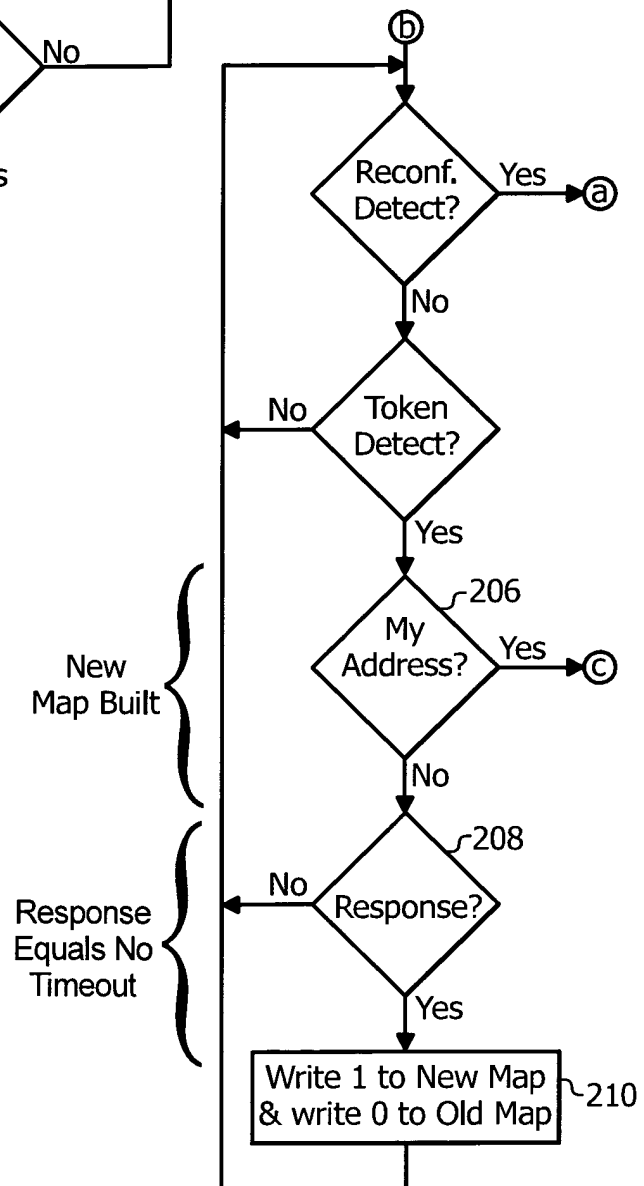 b
No
s
Reconf.
Detect?
Yes
a
No
Token
Detect?
No
Yes
206
My
Address?
Yes
c
New
Map Built
No
208
Response?
No
Response
Equals No
Timeout
Yes
Write 1 to New Map
& write 0 to Old Map
210